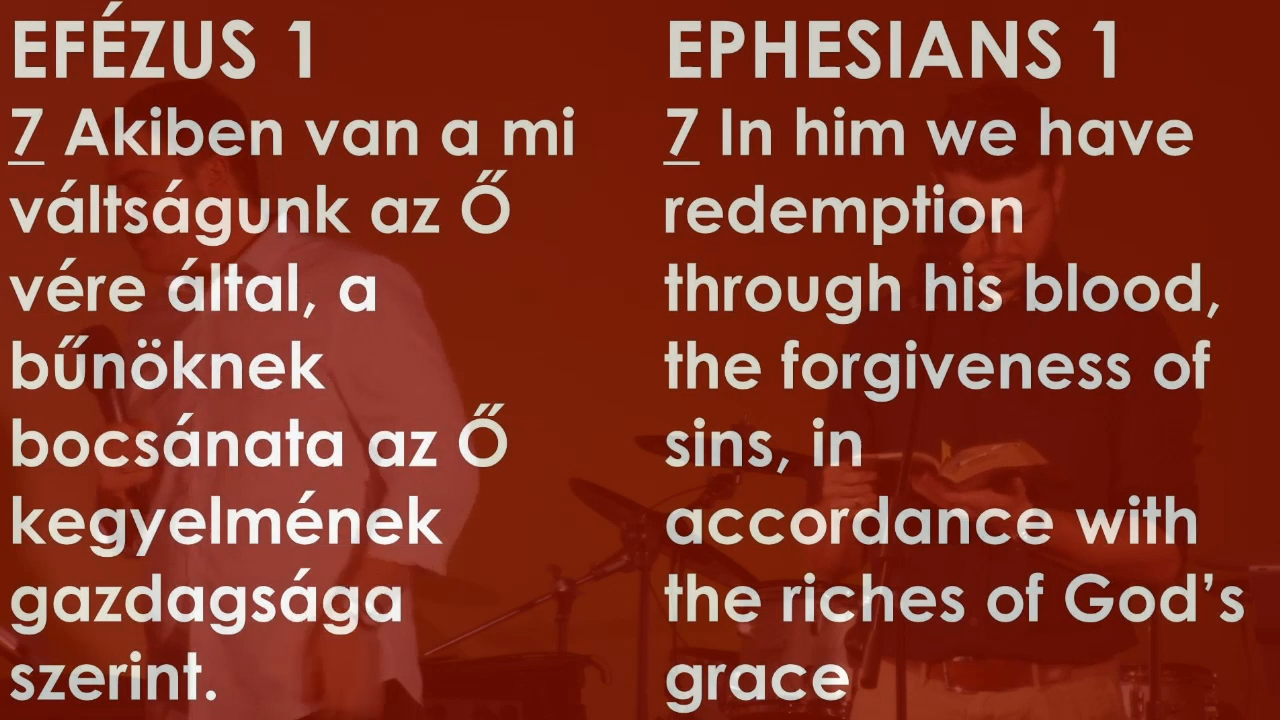 EFÉZUS 1
7 Akiben van a mi
váltságunk az Ő
vére által, a
bűnöknek
bocsánata az Ő
kegyelmének
gazdagsága
szerint.
EPHESIANS 1
7 In him we have
redemption
through his blood,
the forgiveness of
sins, in
accordance with
the riches of God’s
grace